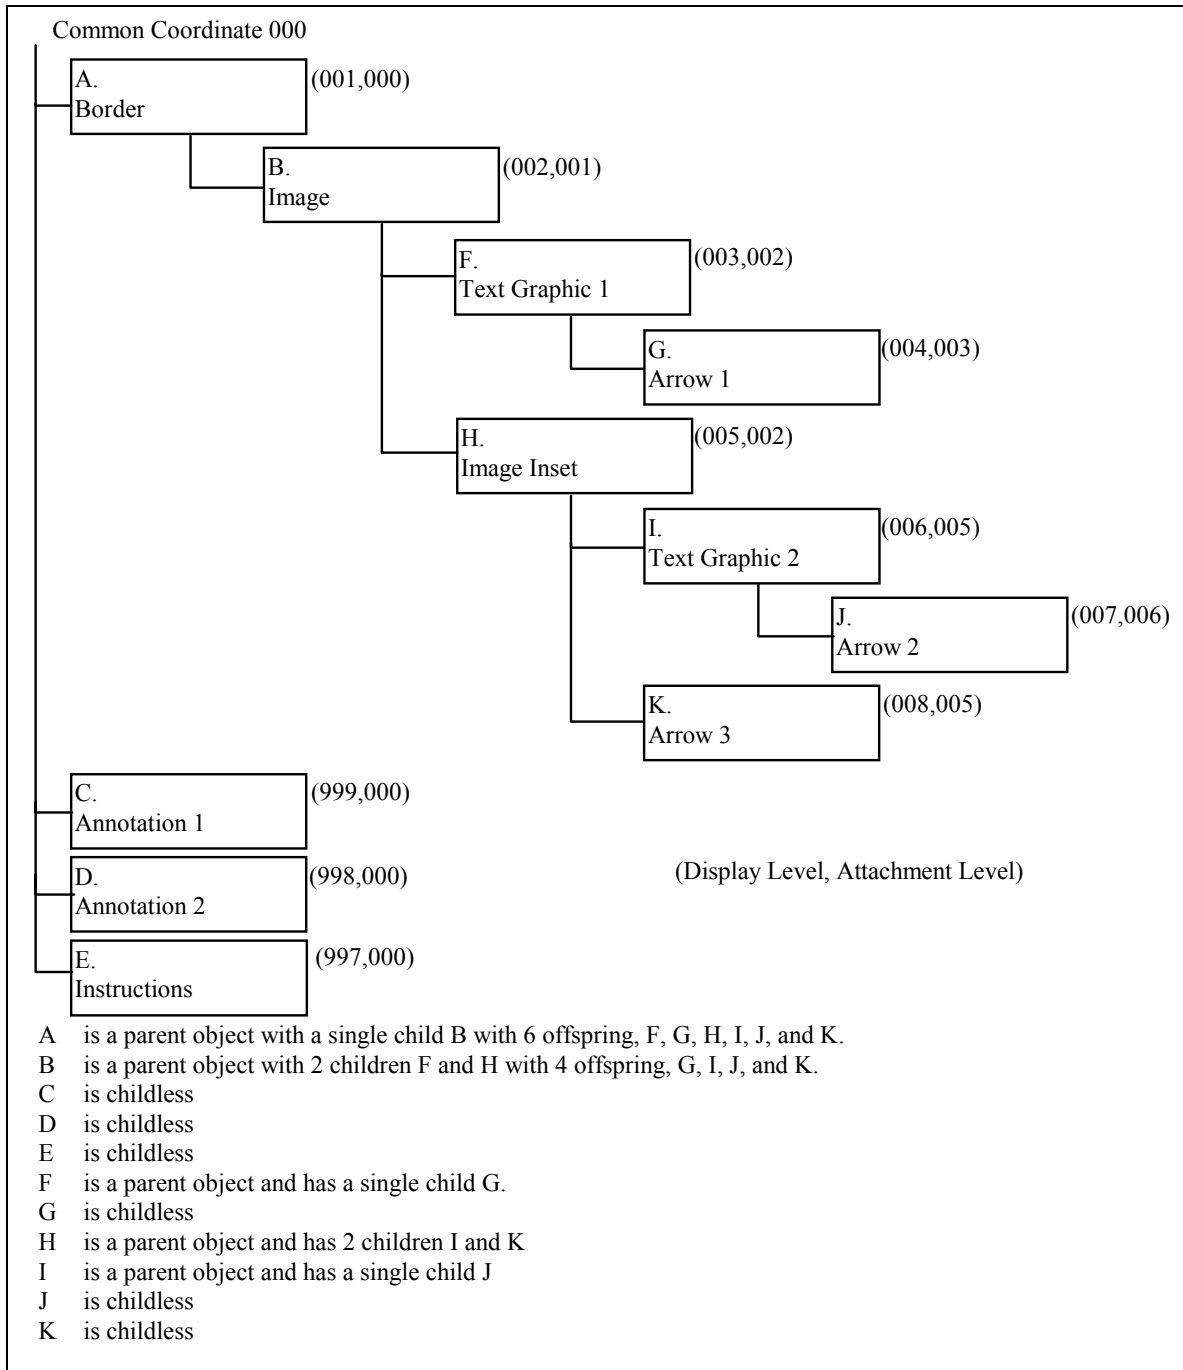 Common Coordinate 000
A.
Border
(001,000)
B.
Image
(002,001)
F.
Text Graphic 1
(003,002)
G.
Arrow 1
(004,003)
H.
Image Inset
(005,002)
I.
Text Graphic 2
(006,005)
J.
Arrow 2
(007,006)
K.
Arrow 3
(008,005)
C.
Annotation 1
(999,000)
D.
Annotation 2
(998,000)
(Display Level, Attachment Level)
E.
Instructions
(997,000)
A is a parent object with a single child B with 6 offspring, F, G, H, I, J, and K.
B is a parent object with 2 children F and H with 4 offspring, G, I, J, and K.
C is childless
D is childless
E is childless
F is a parent object and has a single child G.
G is childless
H is a parent object and has 2 children I and K
I is a parent object and has a single child J
J is childless
K is childless